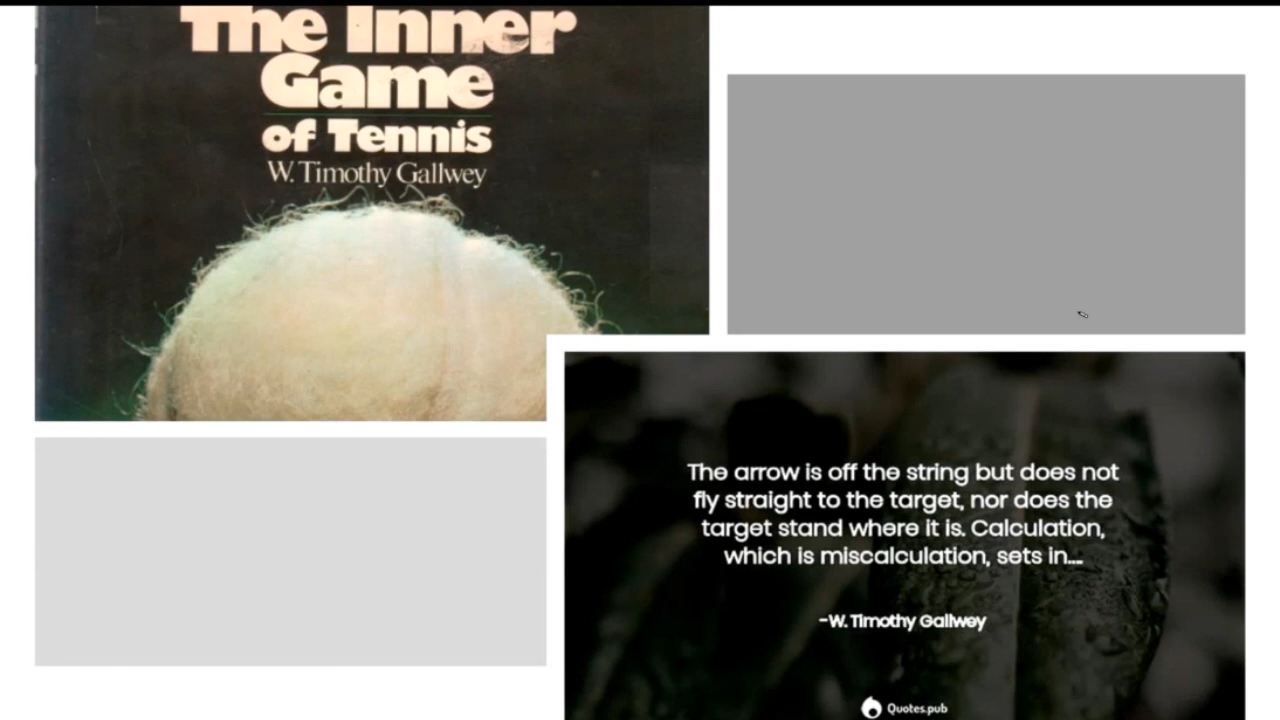 The Inner
Game
of Tennis
W. Timothy Gallwey
The arrow is off the string but does not
fly straight to the target, nor does the
target stand where it is. Calculation,
which is miscalculation, sets in....
-W. Timothy Gallwey
Quotes.pub